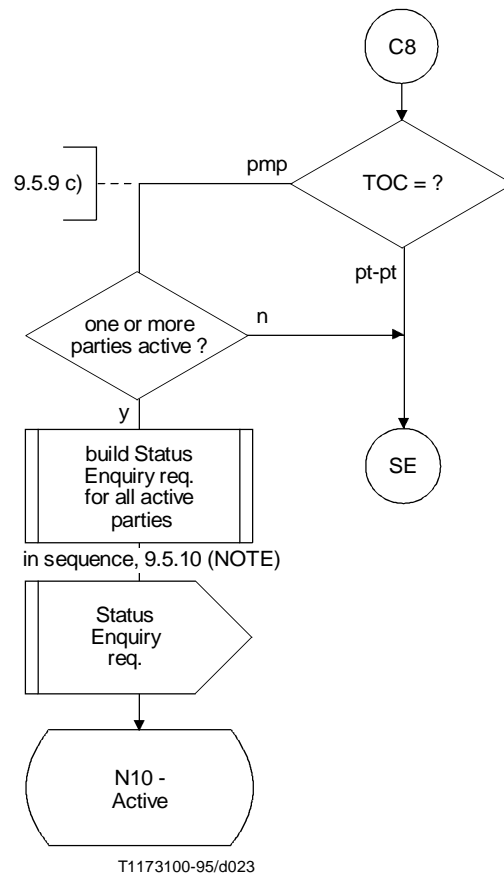 C8
pmp
9.5.9 c)
TOC = ?
pt-pt
one or more
parties active ?
n
y
build Status
Enquiry req.
for all active
parties
SE
in sequence, 9.5.10 (NOTE)
Status
Enquiry
req.
N10 -
Active
T1173100-95/d023